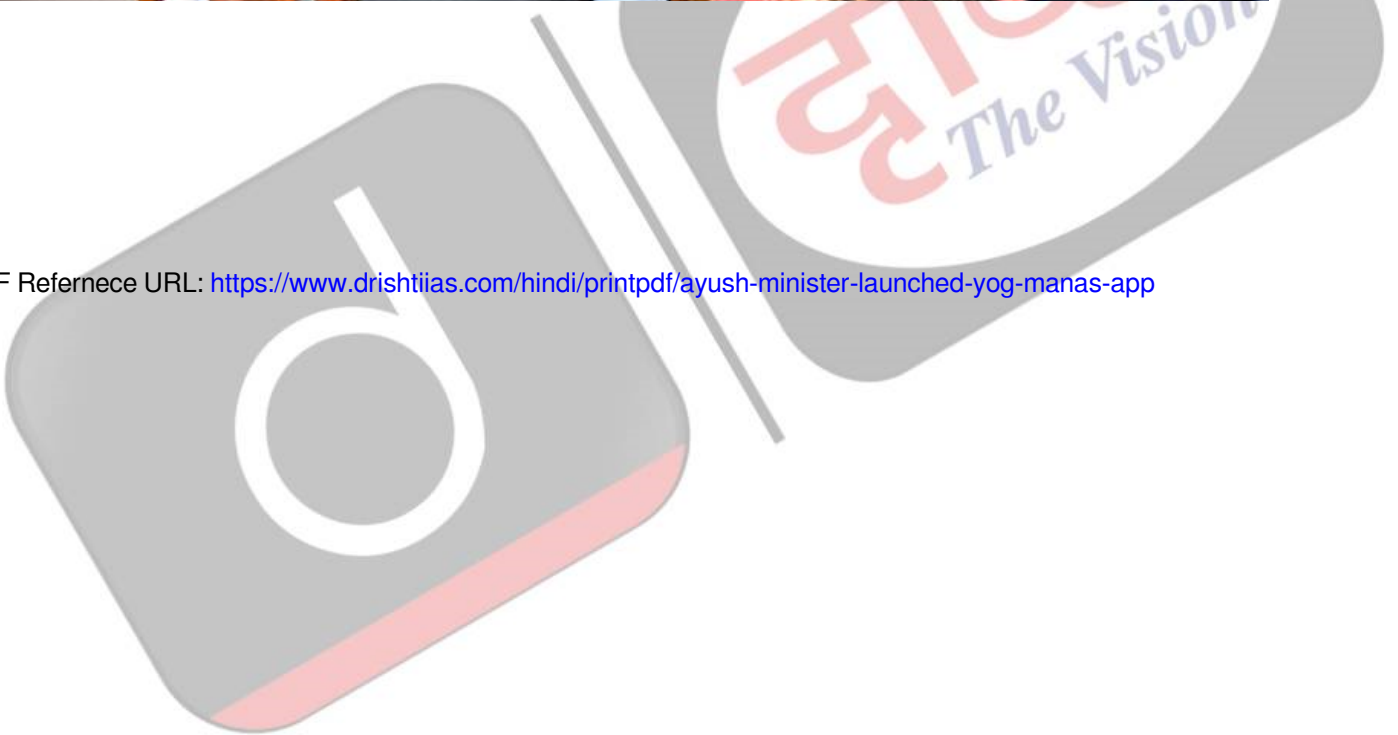 The Vision
F Refernece URL: https://www.drishtiias.com/hindi/printpdf/ayush-minister-launched-yog-manas-app
d